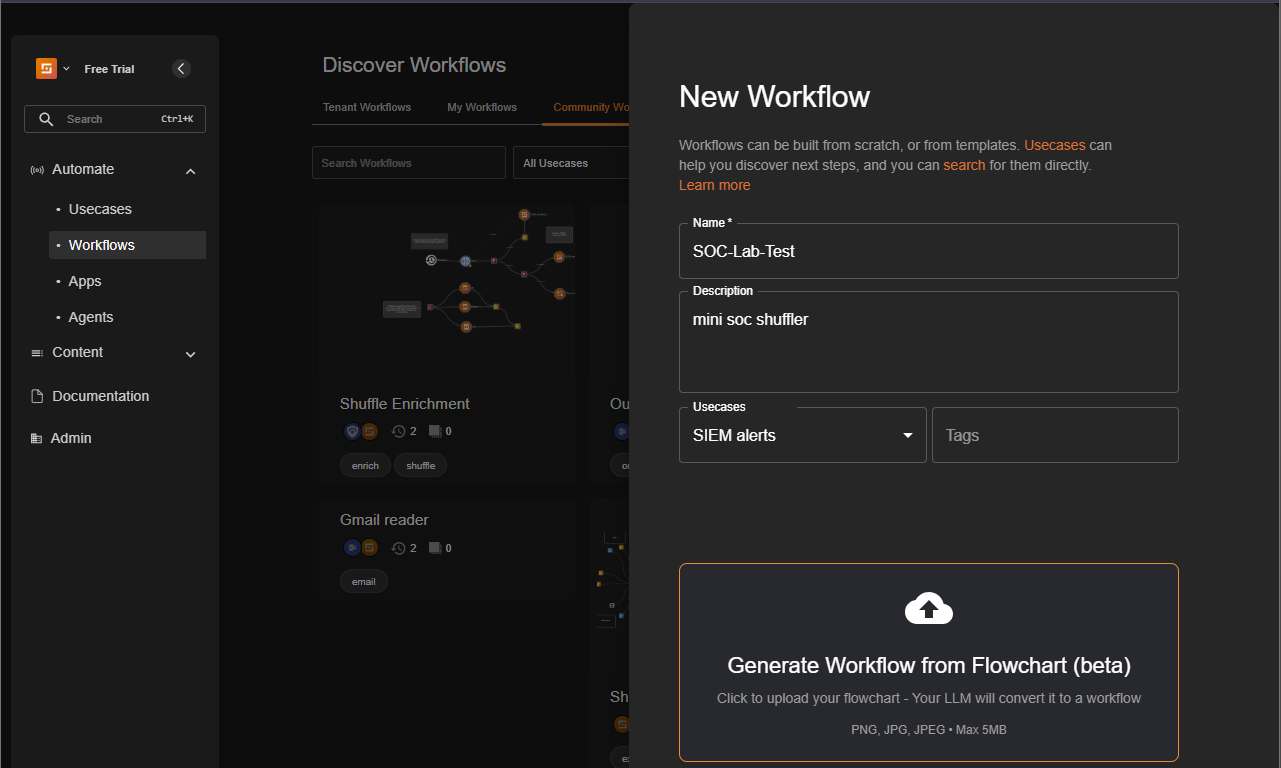 Free Trial
Search Ctrl+K
Automate
• Usecases
• Workflows
• Apps
• Agents
Content
Documentation
Admin
Discover Workflows
Tenant Workflows My Workflows Community Wo
Search Workflows All Usecases
Shuffle Enrichment
2 0
enrich shuffle
Gmail reader
2 0
email
Ou
Sh
New Workflow
Workflows can be built from scratch, or from templates. Usecases can
help you discover next steps, and you can search for them directly.
Learn more
Name *
SOC-Lab-Test
Description
mini soc shuffler
Usecases
SIEM alerts
Tags
Generate Workflow from Flowchart (beta)
Click to upload your flowchart - Your LLM will convert it to a workflow
PNG, JPG, JPEG • Max 5MB